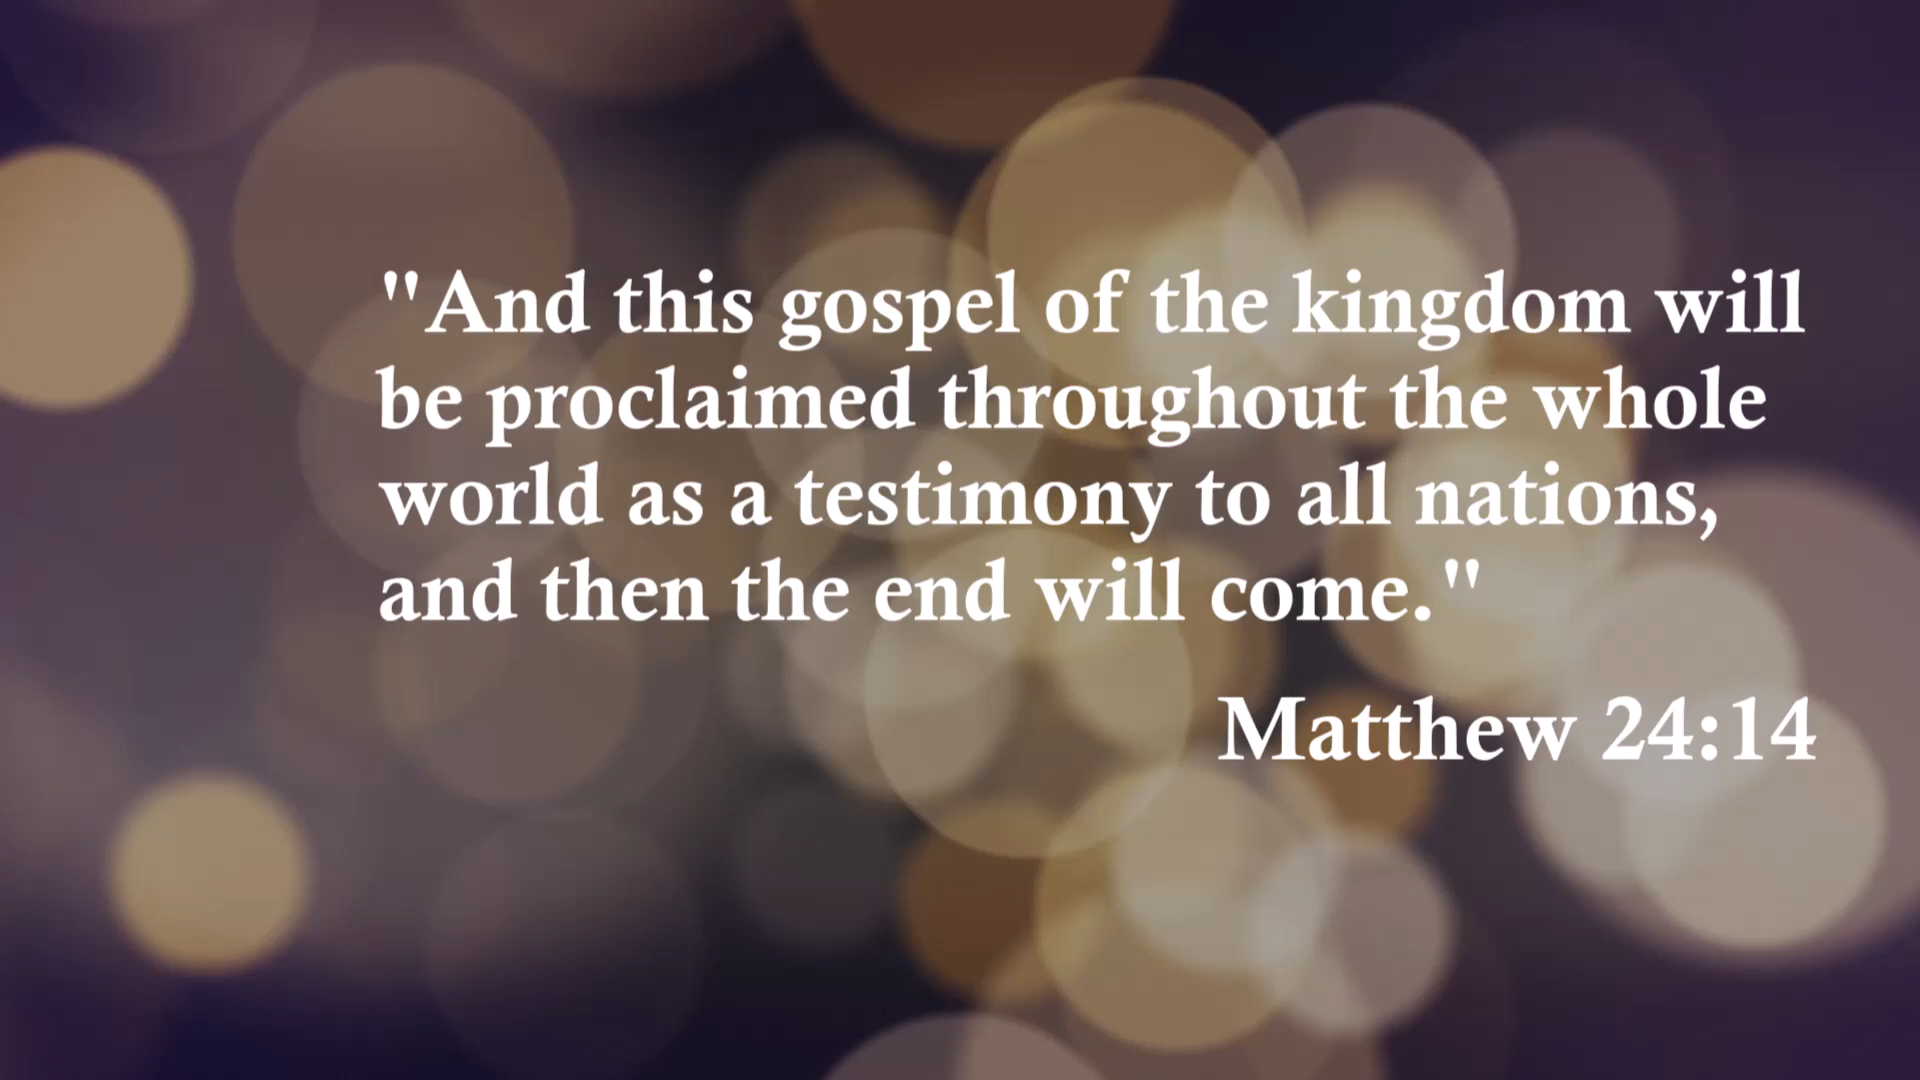 "And this gospel of the kingdom will
be proclaimed throughout the whole
world as a testimony to all nations,
and then the end will come."
Matthew 24:14